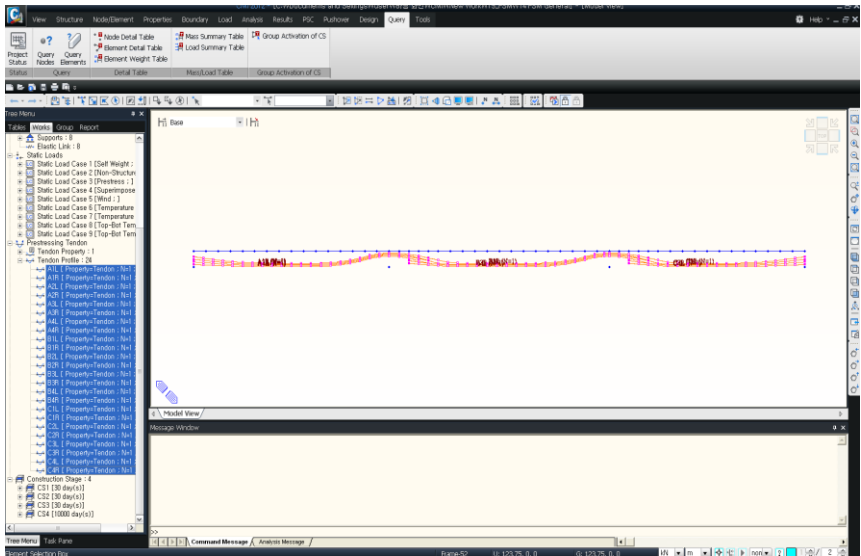 View Structure Node/Element Properties Boundary Load Analysis Results PSC Pushover Design Query Tools
Help
Project Status
Query Nodes
Query Elements
Node Detail Table
Element Detail Table
Element Weight Table
Mass Summary Table
Load Summary Table
Group Activation of CS
Status Query Detail Table Mass/Load Table Group Activation of CS
Tree Menu
Tables Works Group Report
Base
Supports : 8
Elastic Link : 8
Static Loads
Static Load Case 1 [Self Weight ;
Static Load Case 2 [Non-Structure
Static Load Case 3 [Prestress ; ]
Static Load Case 4 [Superimpose
Static Load Case 5 [Wind ; ]
Static Load Case 6 [Temperature
Static Load Case 7 [Temperature
Static Load Case 8 [Top-Bot Tem
Static Load Case 9 [Top-Bot Tem
Prestressing Tendon
Tendon Property : 1
Tendon Profile : 24
A1L [ Property=Tendon ; N=1 ;
A1R [ Property=Tendon ; N=1 ;
A2L [ Property=Tendon ; N=1 ;
A2R [ Property=Tendon ; N=1 ;
A3L [ Property=Tendon ; N=1 ;
A3R [ Property=Tendon ; N=1 ;
A4L [ Property=Tendon ; N=1 ;
A4R [ Property=Tendon ; N=1 ;
B1L [ Property=Tendon ; N=1 ;
B1R [ Property=Tendon ; N=1 ;
B2L [ Property=Tendon ; N=1 ;
B2R [ Property=Tendon ; N=1 ;
B3L [ Property=Tendon ; N=1 ;
B3R [ Property=Tendon ; N=1 ;
B4L [ Property=Tendon ; N=1 ;
B4R [ Property=Tendon ; N=1 ;
C1L [ Property=Tendon ; N=1 ;
C1R [ Property=Tendon ; N=1 ;
C2L [ Property=Tendon ; N=1 ;
C2R [ Property=Tendon ; N=1 ;
C3L [ Property=Tendon ; N=1 ;
C3R [ Property=Tendon ; N=1 ;
C4L [ Property=Tendon ; N=1 ;
C4R [ Property=Tendon ; N=1 ;
Construction Stage : 4
CS1 [30 day(s)]
CS2 [30 day(s)]
CS3 [30 day(s)]
CS4 [10000 day(s)]
Model View
Message Window
>>
Tree Menu Task Pane
Command Message Analysis Message
Element Selection Box
Frame-52 U: 123.75, 0, 0 G: 123.75, 0, 0 kN m non 2